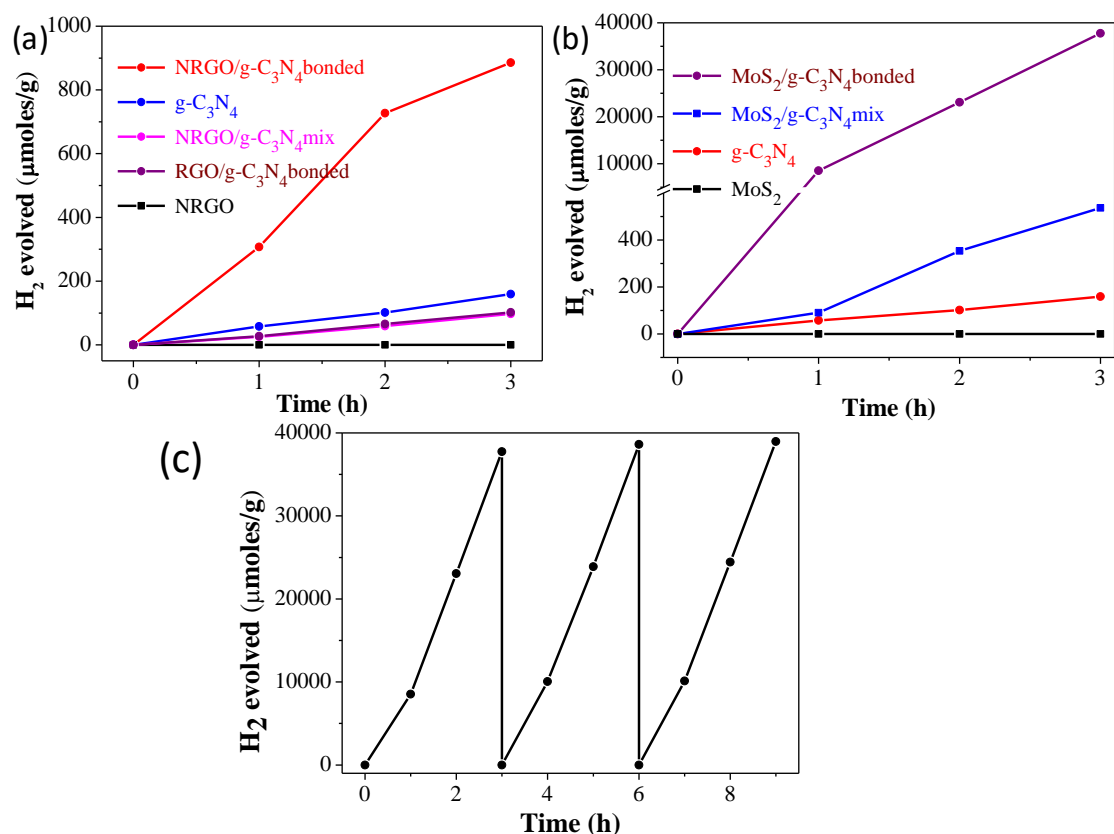 (a)
1000
800
600
400
200
0
H₂ evolved (μmoles/g)
NRGO/g-C₃N₄bonded
g-C₃N₄
NRGO/g-C₃N₄mix
RGO/g-C₃N₄bonded
NRGO
0 1 2 3
Time (h)
(b)
40000
30000
20000
10000
400
200
0
H₂ evolved (μmoles/g)
MoS₂/g-C₃N₄bonded
MoS₂/g-C₃N₄mix
g-C₃N₄
MoS₂
0 1 2 3
Time (h)
(c)
40000
30000
20000
10000
0
H2 evolved (μmoles/g)
0 2 4 6 8
Time (h)